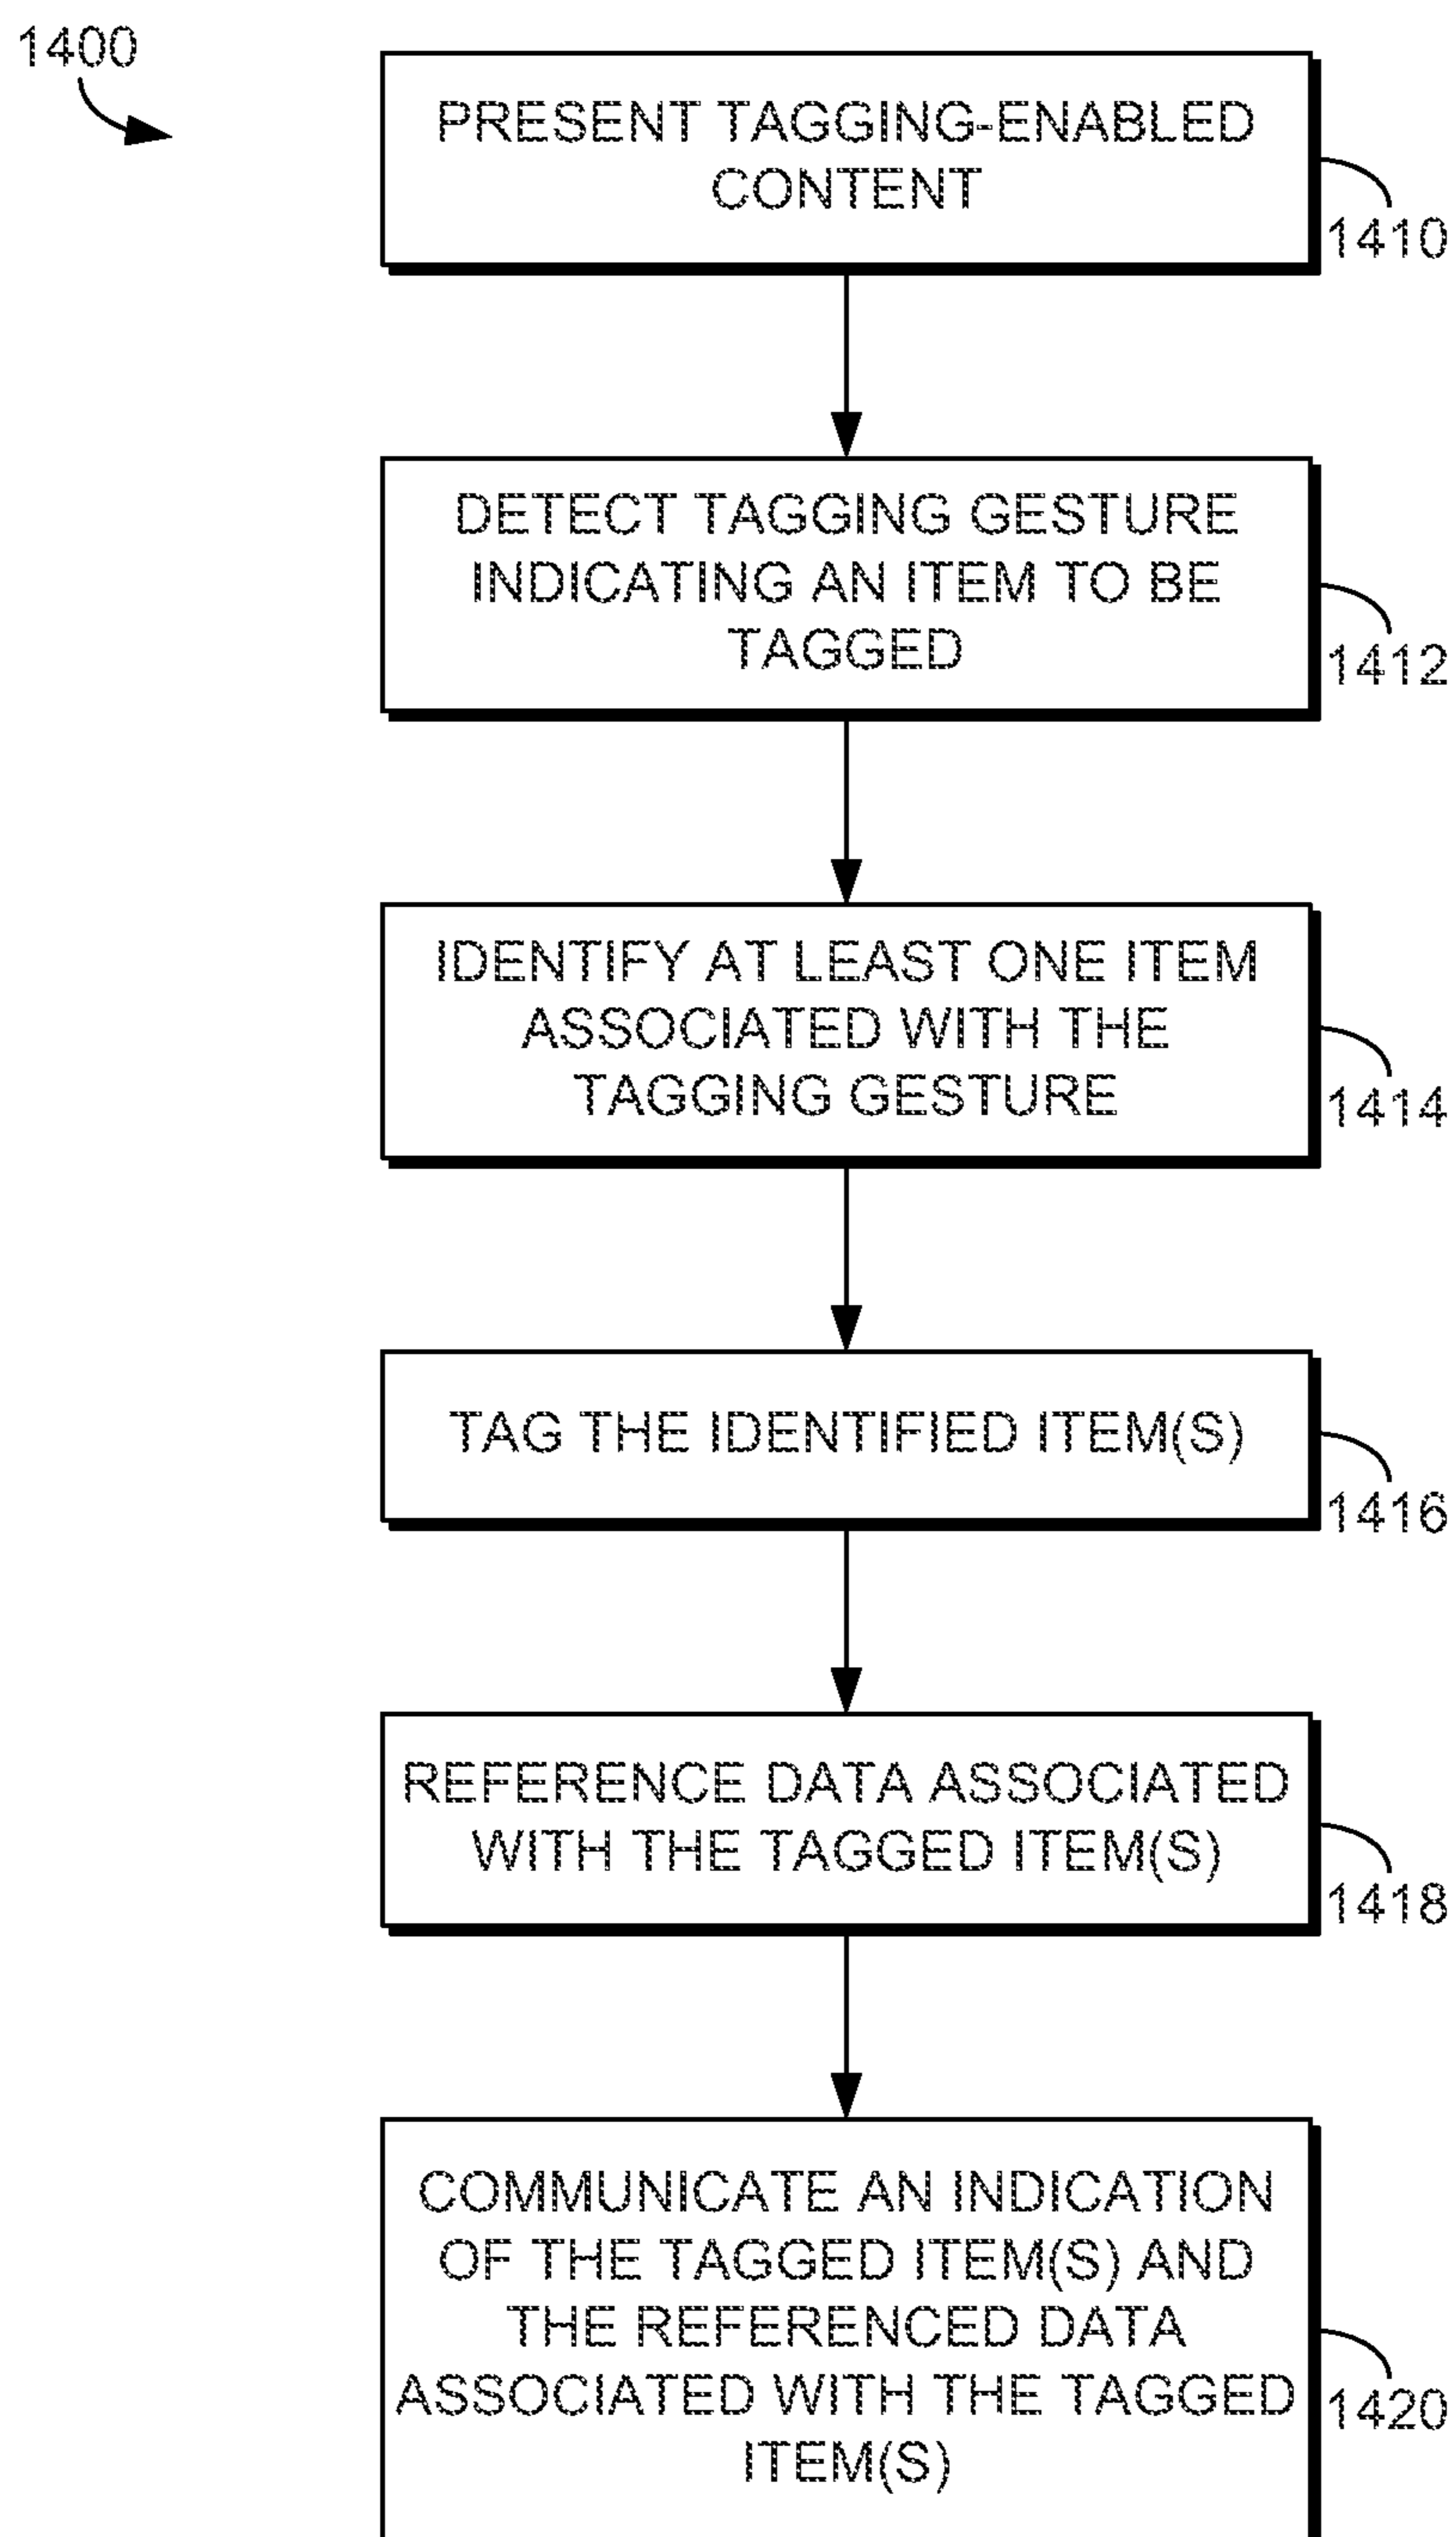 1400
PRESENT TAGGING-ENABLED
CONTENT
1410
DETECT TAGGING GESTURE
INDICATING AN ITEM TO BE
TAGGED
1412
IDENTIFY AT LEAST ONE ITEM
ASSOCIATED WITH THE
TAGGING GESTURE
1414
TAG THE IDENTIFIED ITEM(S)
1416
REFERENCE DATA ASSOCIATED
WITH THE TAGGED ITEM(S)
1418
COMMUNICATE AN INDICATION
OF THE TAGGED ITEM(S) AND
THE REFERENCED DATA
ASSOCIATED WITH THE TAGGED
ITEM(S)
1420